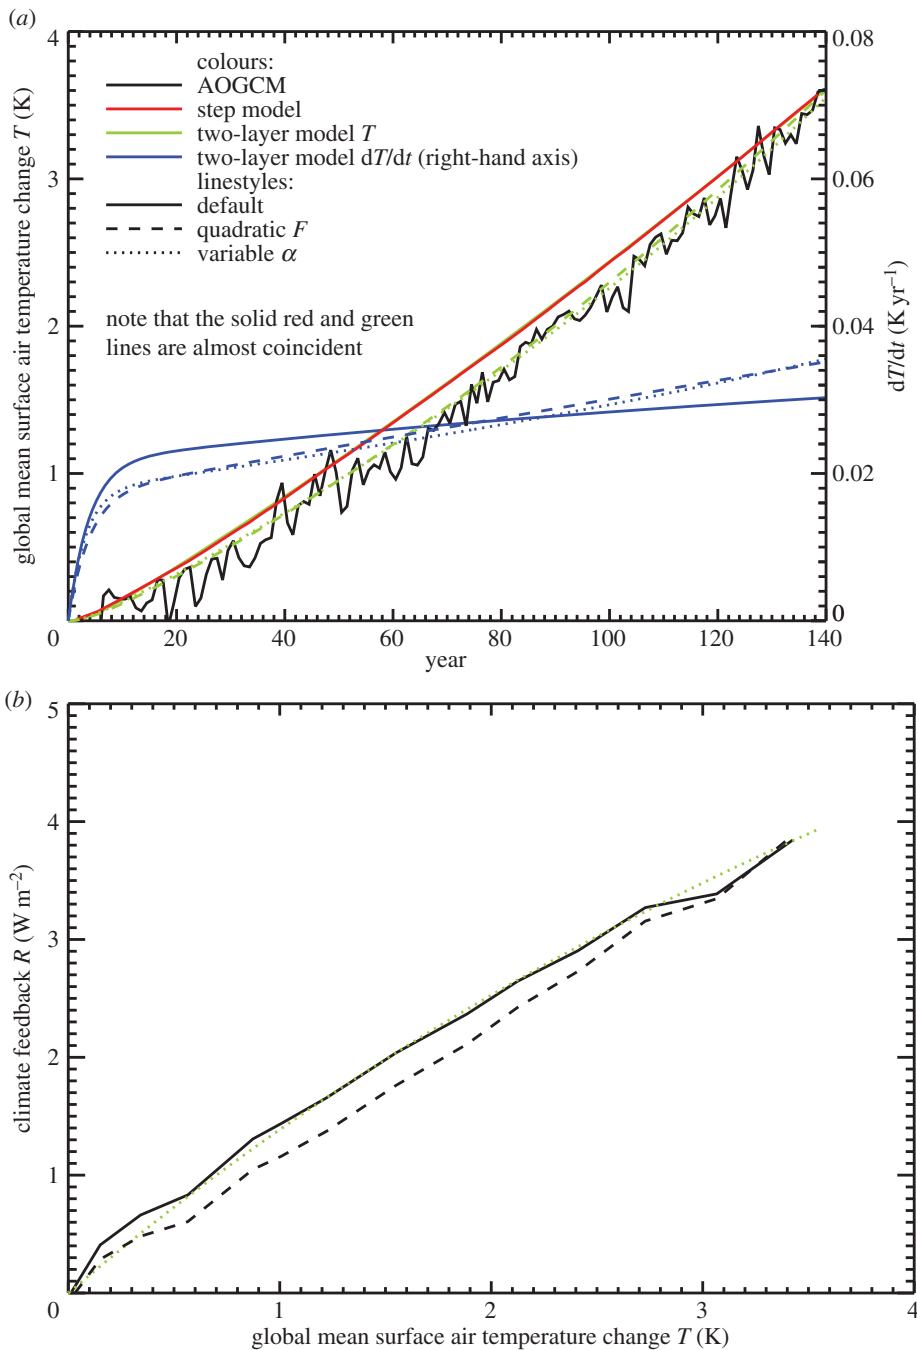 (a)
4
3
2
1
0
global mean surface air temperature change T (K)
colours:
AOGCM
step model
two-layer model T
two-layer model dT/dt (right-hand axis)
linestyles:
default
quadratic F
variable α
note that the solid red and green
lines are almost coincident
0.08
0.06
0.04
0.02
0
dT/dt (K yr⁻¹)
20 40 60 80 100 120 140
year
(b)
5
4
3
2
1
0
climate feedback R (W m⁻²)
1 2 3 4
global mean surface air temperature change T (K)